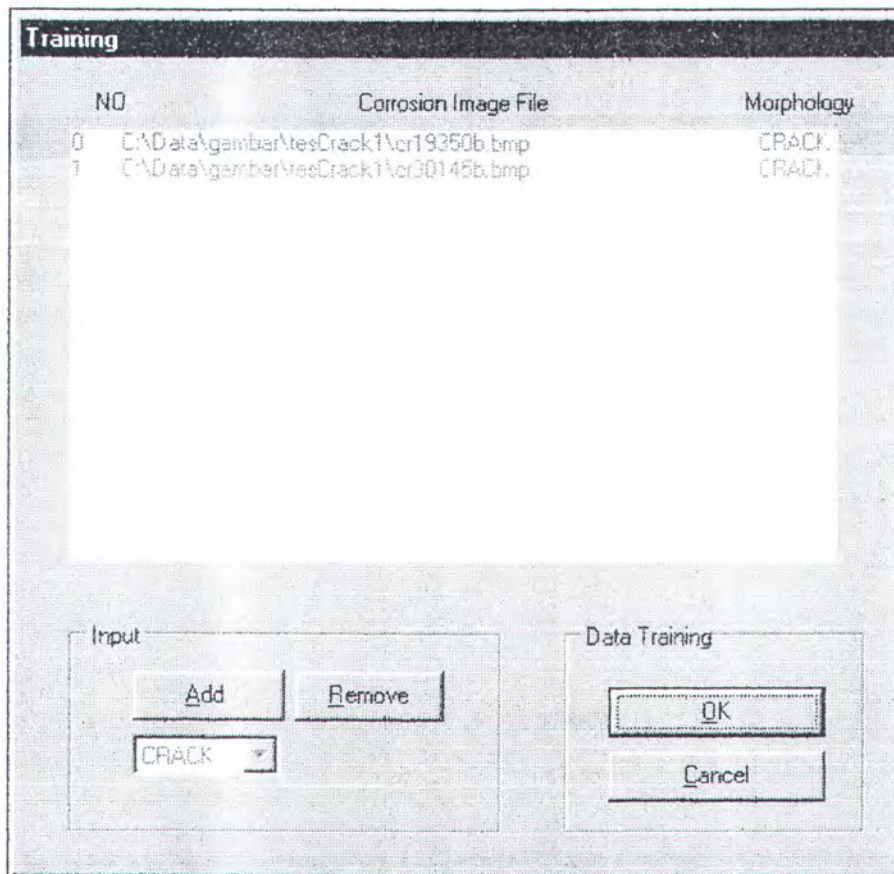 Training
NO Corrosion Image File Morphology
0 C:\Data\gambar\tesCrack1\cr19350b.bmp CRACK
1 C:\Data\gambar\tesCrack1\cr30145b.bmp CRACK
Input
Data Training
Add Remove
OK
CRACK
Cancel